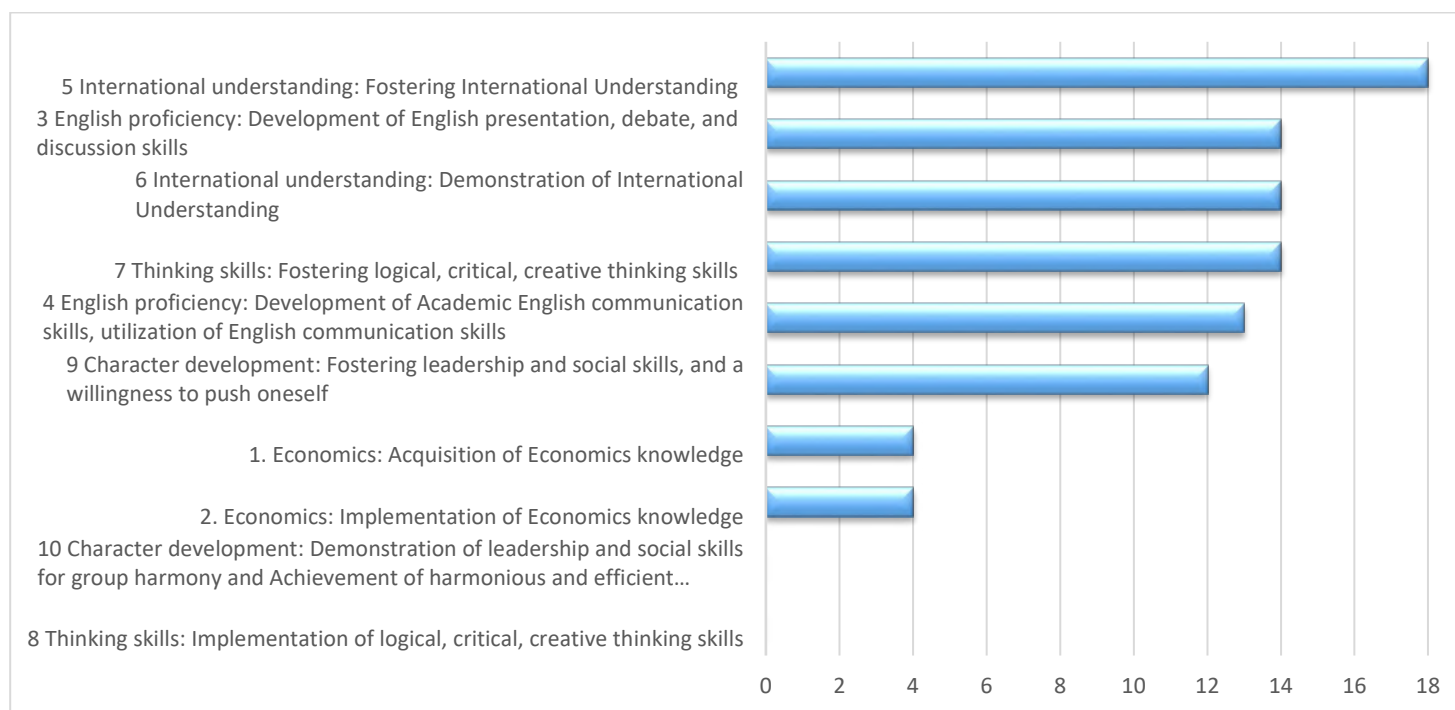 5 International understanding: Fostering International Understanding
3 English proficiency: Development of English presentation, debate, and
discussion skills
6 International understanding: Demonstration of International
Understanding
7 Thinking skills: Fostering logical, critical, creative thinking skills
4 English proficiency: Development of Academic English communication
skills, utilization of English communication skills
9 Character development: Fostering leadership and social skills, and a
willingness to push oneself
1. Economics: Acquisition of Economics knowledge
2. Economics: Implementation of Economics knowledge
10 Character development: Demonstration of leadership and social skills
for group harmony and Achievement of harmonious and efficient…
8 Thinking skills: Implementation of logical, critical, creative thinking skills
0 2 4 6 8 10 12 14 16 18